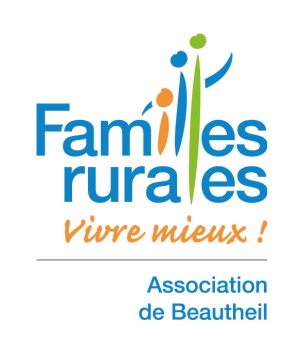 Familles
rurales
Vivre mieux !
Association
de Beautheil